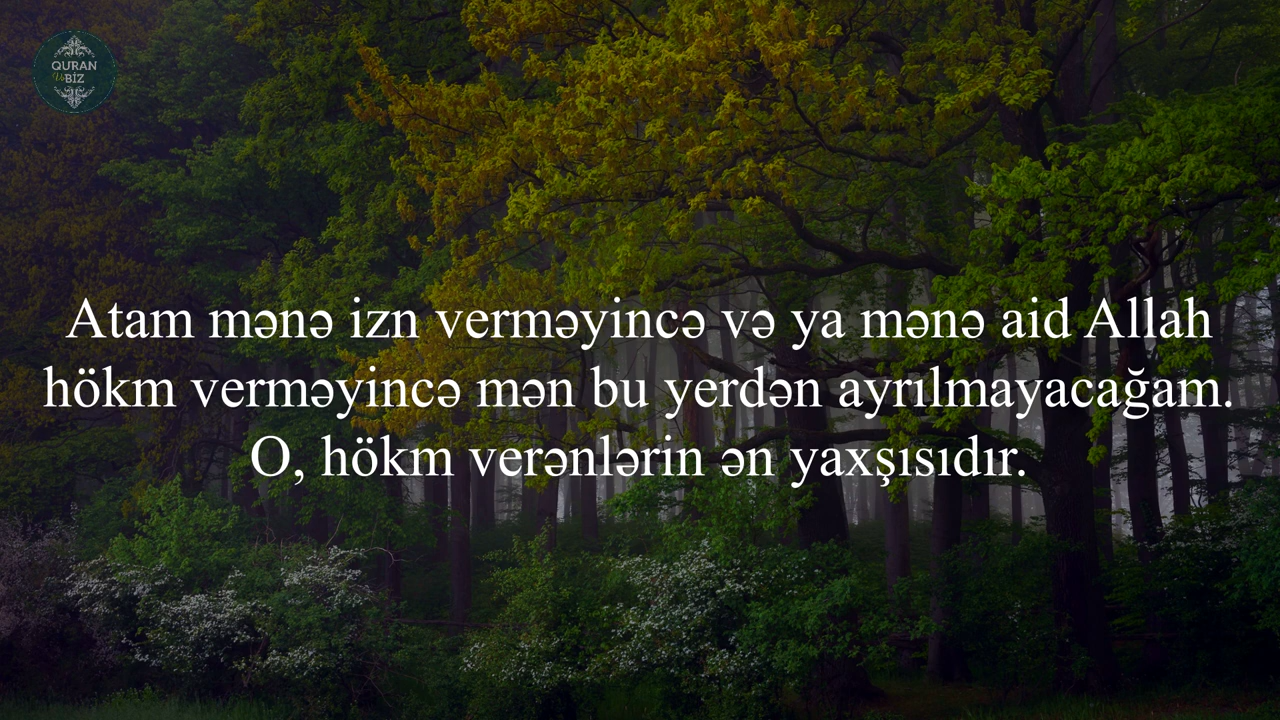 QURAN
Və BİZ
Atam mənə izn verməyincə və ya mənə aid Allah
hökm verməyincə mən bu yerdən ayrılmayacağam.
O, hökm verənlərin ən yaxşısıdır.